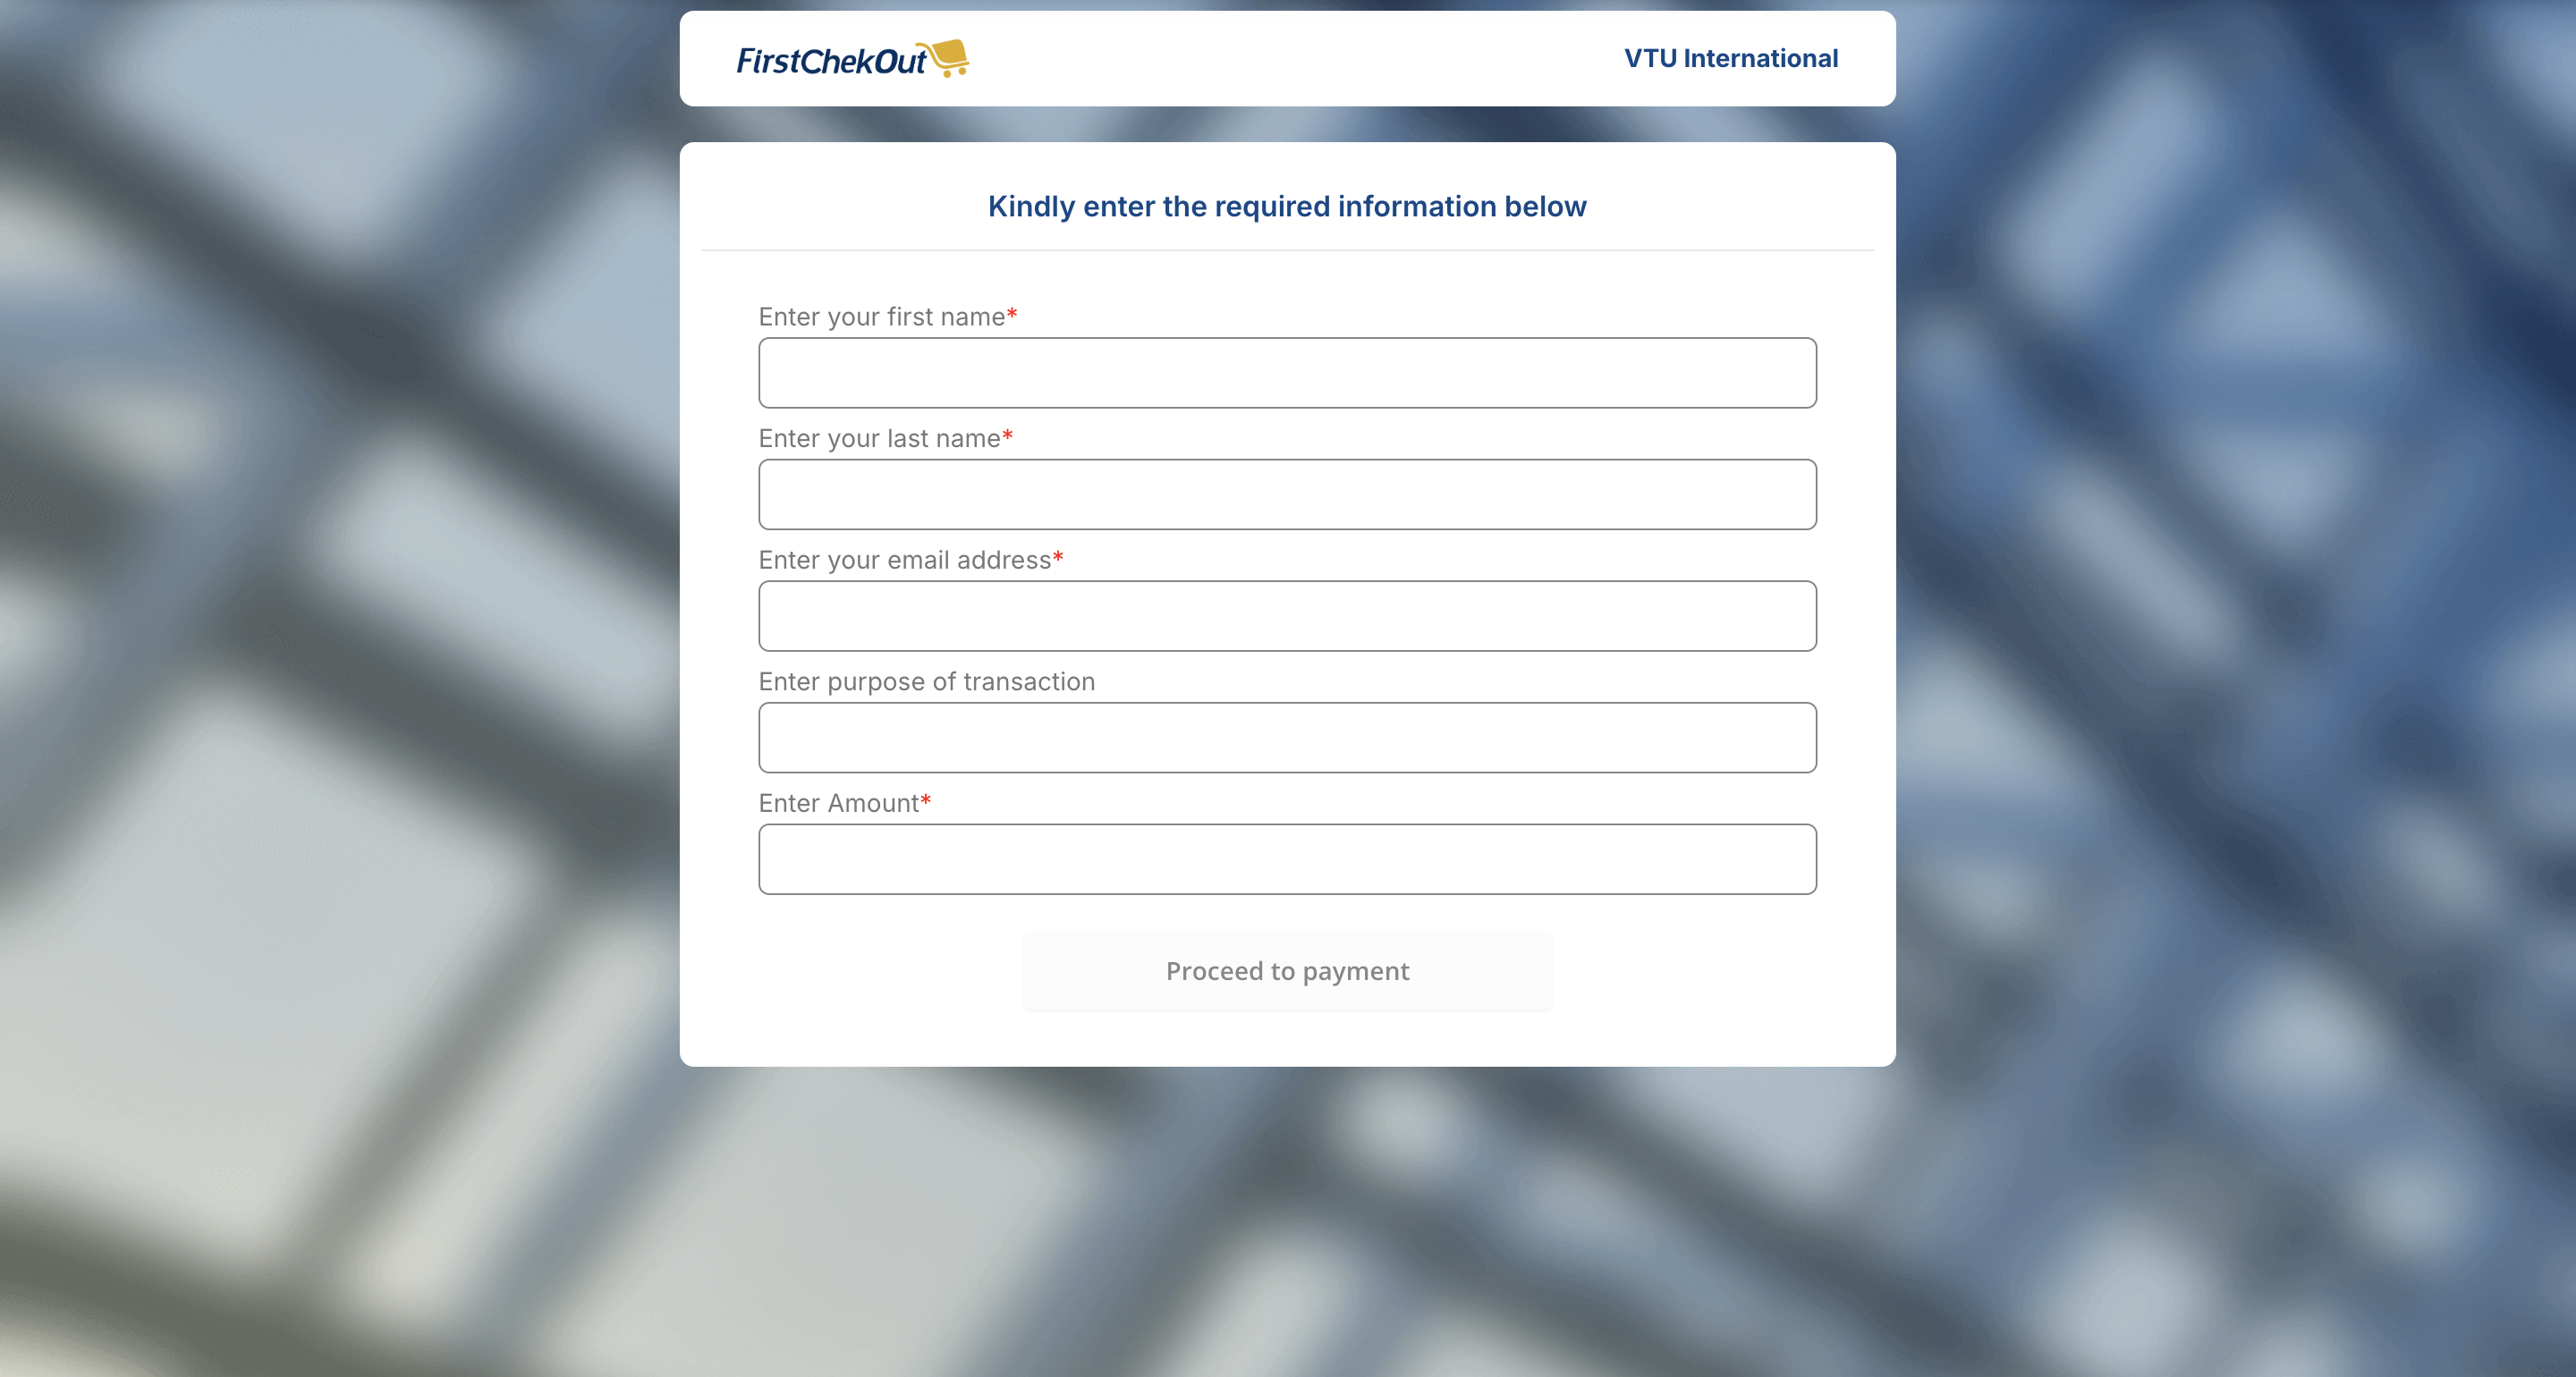 FirstChekOut
VTU International
Kindly enter the required information below
Enter your first name*
Enter your last name*
Enter your email address*
Enter purpose of transaction
Enter Amount*
Proceed to payment